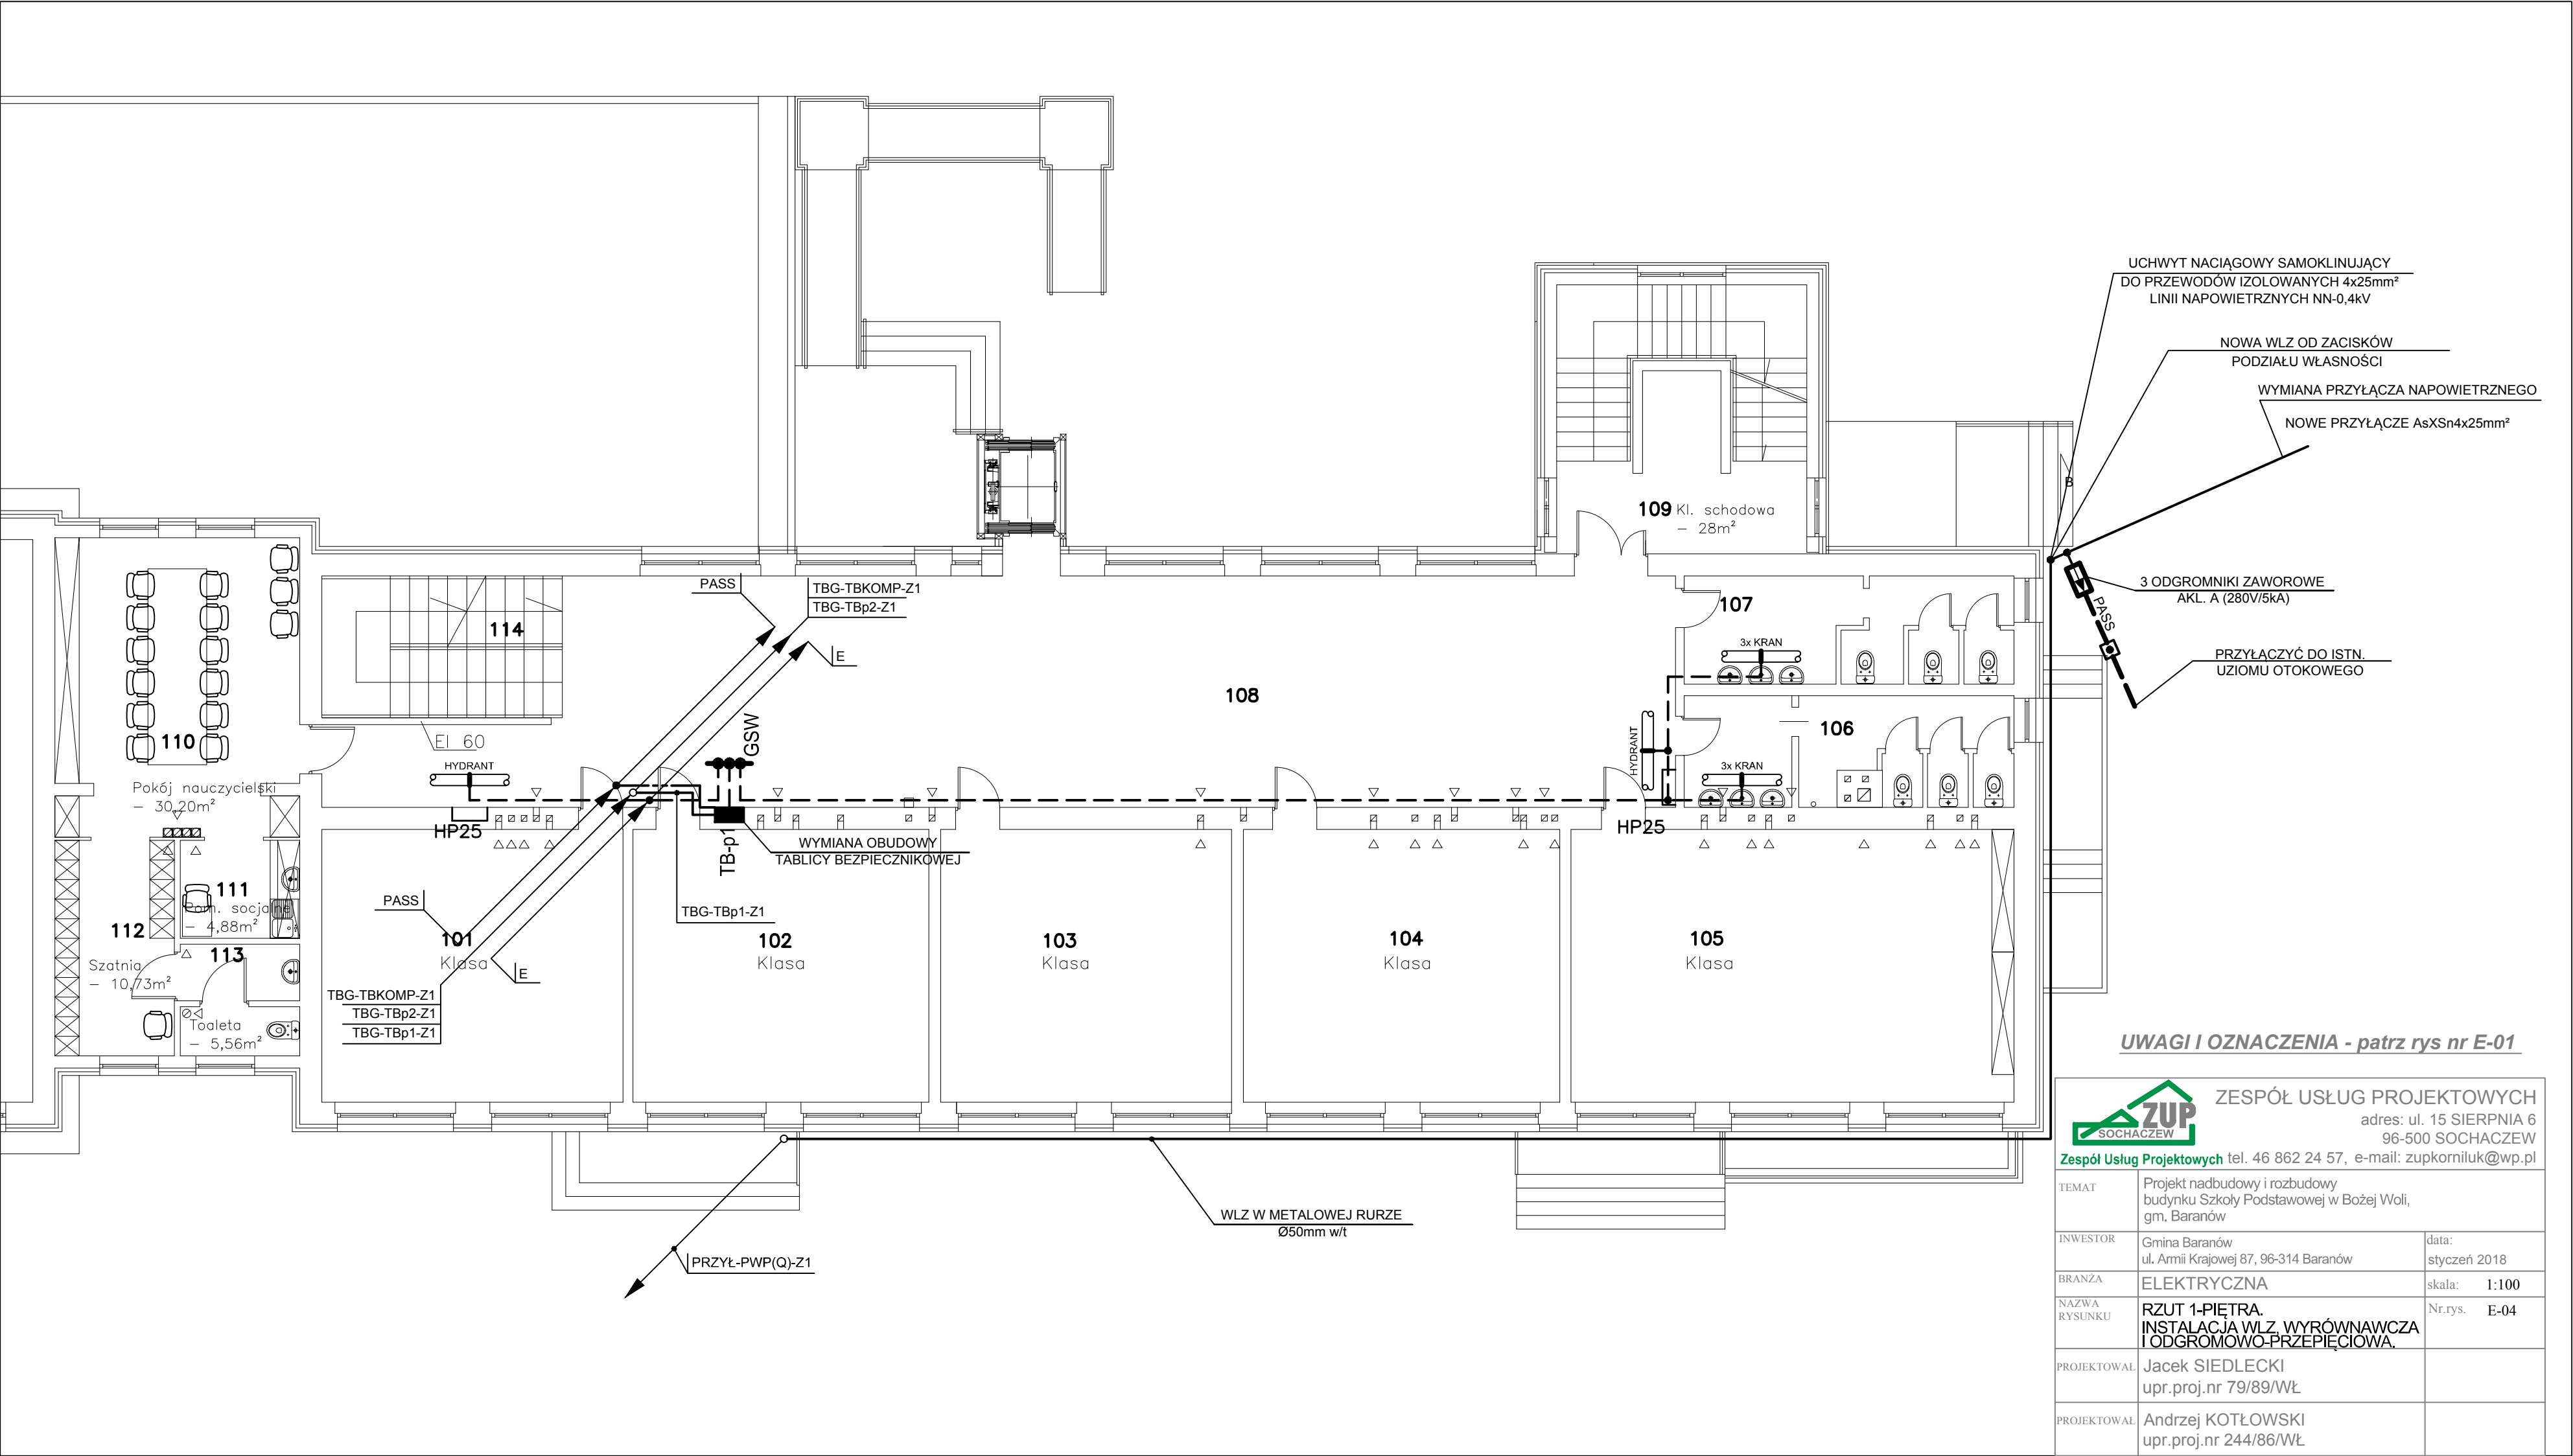 UCHWYT NACIĄGOWY SAMOKLINUJĄCY
DO PRZEWODÓW IZOLOWANYCH 4x25mm²
LINII NAPOWIETRZNYCH NN-0,4kV
NOWA WLZ OD ZACISKÓW
PODZIAŁU WŁASNOŚCI
WYMIANA PRZYŁĄCZA NAPOWIETRZNEGO
NOWE PRZYŁĄCZE AsXSn4x25mm²
B
109 Kl. schodowa
– 28m²
3 ODGROMNIKI ZAWOROWE
AKL. A (280V/5kA)
PASS
PRZYŁĄCZYĆ DO ISTN.
UZIOMU OTOKOWEGO
PASS
TBG-TBKOMP-Z1
TBG-TBp2-Z1
E
114
107
3x KRAN
108
106
3x KRAN
HYDRANT
HP25
110
Pokój nauczycielski
– 30,20m²
EI 60
HYDRANT
HP25
GSW
TB-p1
WYMIANA OBUDOWY
TABLICY BEZPIECZNIKOWEJ
TBG-TBp1-Z1
111
Pom. socjalne
– 4,88m²
112
Szatnia
– 10,73m²
113
Toaleta
– 5,56m²
PASS
101
Klasa
E
TBG-TBKOMP-Z1
TBG-TBp2-Z1
TBG-TBp1-Z1
102
Klasa
103
Klasa
104
Klasa
105
Klasa
WLZ W METALOWEJ RURZE
Ø50mm w/t
PRZYŁ-PWP(Q)-Z1
UWAGI I OZNACZENIA - patrz rys nr E-01
ZUP
SOCHACZEW
Zespół Usług Projektowych
ZESPÓŁ USŁUG PROJEKTOWYCH
adres: ul. 15 SIERPNIA 6
96-500 SOCHACZEW
tel. 46 862 24 57, e-mail: zupkorniluk@wp.pl
TEMAT
Projekt nadbudowy i rozbudowy
budynku Szkoły Podstawowej w Bożej Woli,
gm. Baranów
INWESTOR
Gmina Baranów
ul. Armii Krajowej 87, 96-314 Baranów
data:
styczeń 2018
BRANŻA
ELEKTRYCZNA
skala: 1:100
NAZWA
RYSUNKU
RZUT 1-PIĘTRA.
INSTALACJA WLZ, WYRÓWNAWCZA
I ODGROMOWO-PRZEPIĘCIOWA.
Nr.rys. E-04
PROJEKTOWAŁ
Jacek SIEDLECKI
upr.proj.nr 79/89/WŁ
PROJEKTOWAŁ
Andrzej KOTŁOWSKI
upr.proj.nr 244/86/WŁ